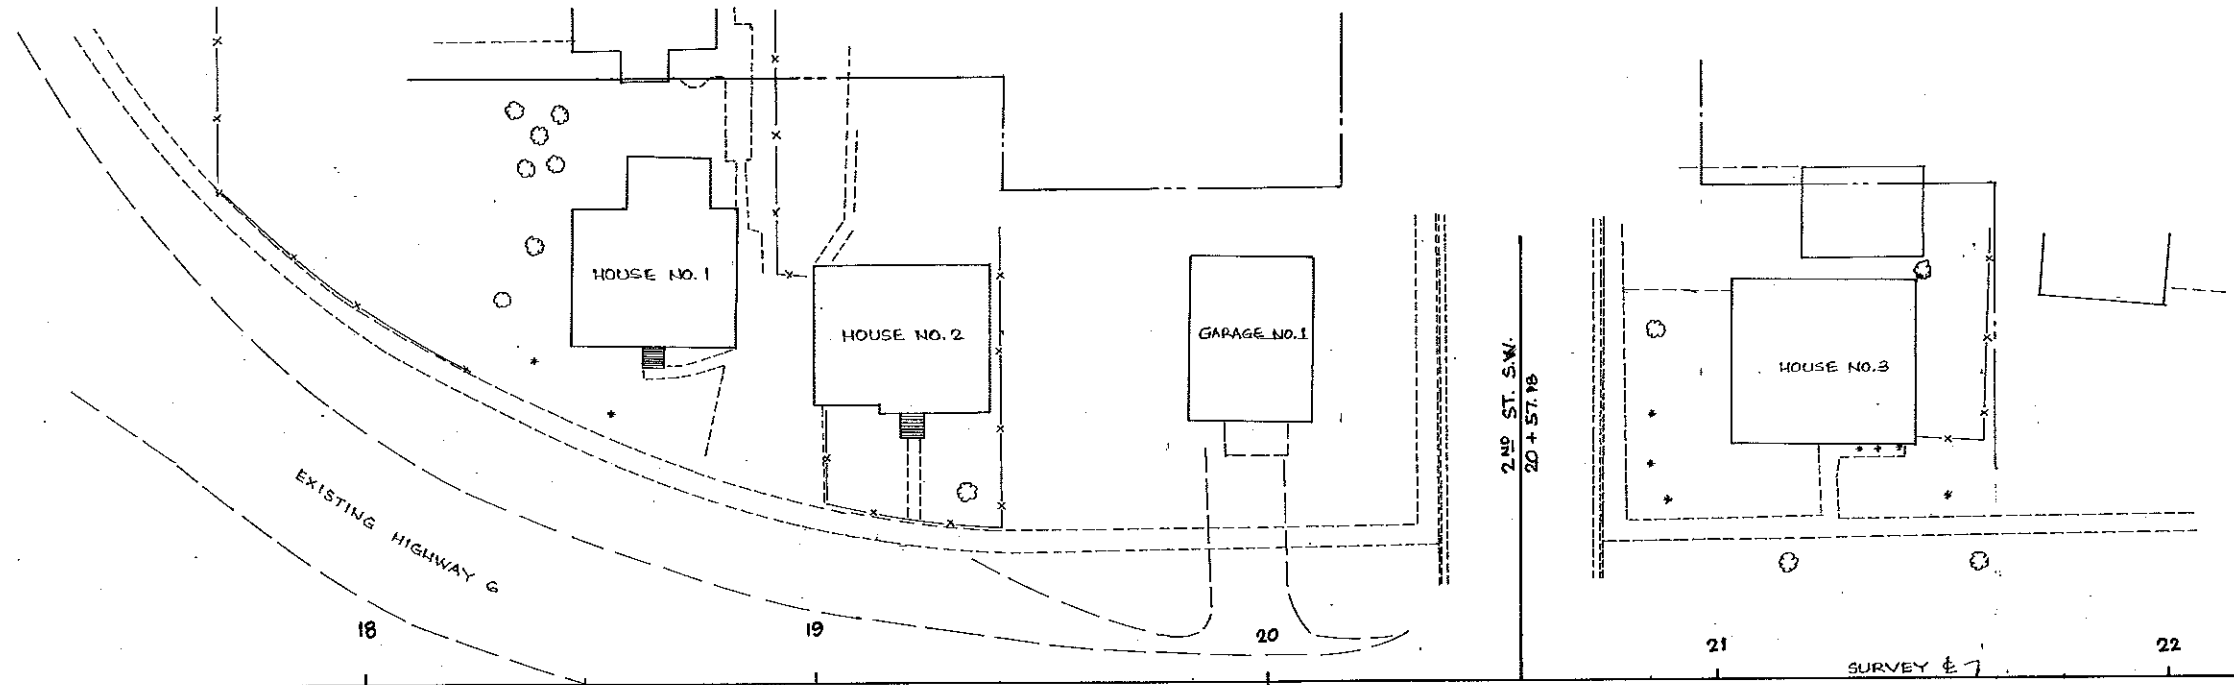 HOUSE NO. 1
HOUSE NO. 2
GARAGE NO. 1
2ND ST. S.W.
20 + 57.18
HOUSE NO. 3
EXISTING HIGHWAY 6
18
19
20
21
22
SURVEY ℄